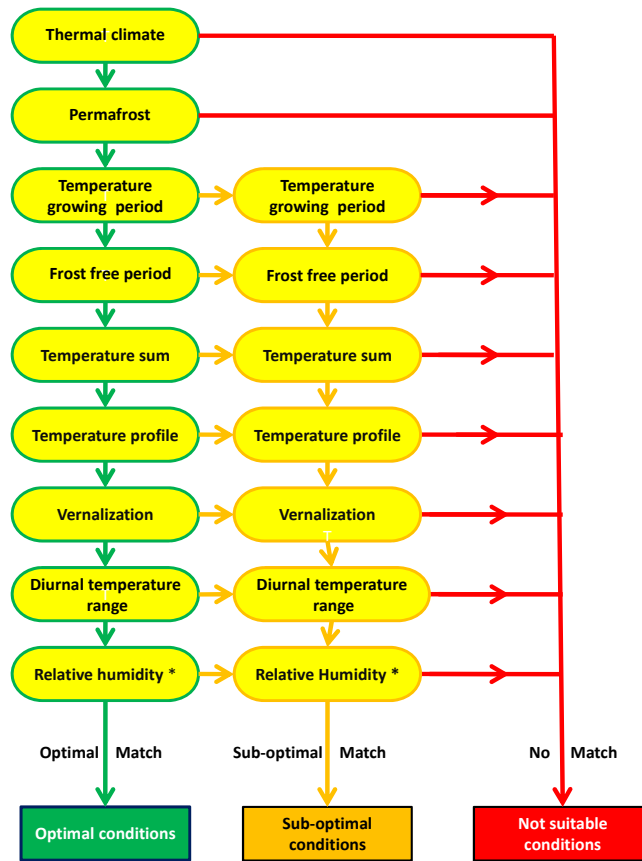 Thermal climate
Permafrost
Temperature
growing period
Temperature
growing period
Frost free period
Frost free period
Temperature sum
Temperature sum
Temperature profile
Temperature profile
Vernalization
Vernalization
Diurnal temperature
range
Diurnal temperature
range
Relative humidity *
Relative Humidity *
Optimal Match
Sub-optimal Match
No Match
Optimal conditions
Sub-optimal
conditions
Not suitable
conditions